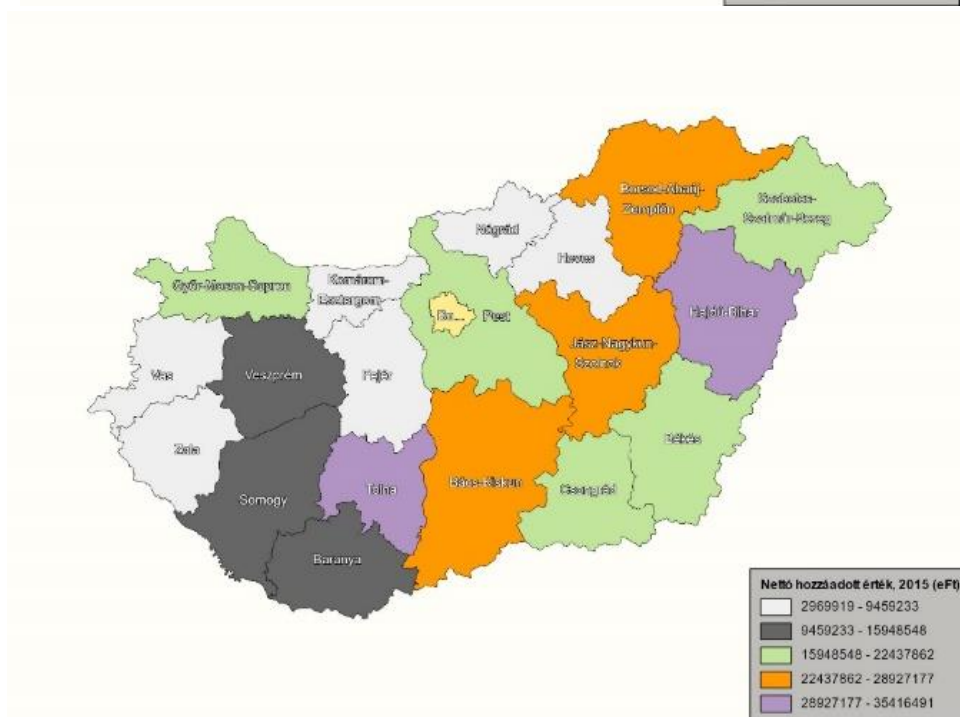 Borsod-Abaúj-
Zemplén
Szabolcs-
Szatmár-Bereg
Nógrád
Heves
Győr-Moson-Sopron
Komárom-
Esztergom
Hajdú-Bihar
Bu...
Pest
Jász-Nagykun-
Szolnok
Vas
Veszprém
Fejér
Zala
Békés
Somogy
Tolna
Bács-Kiskun
Csongrád
Baranya
Nettó hozzáadott érték, 2015 (eFt)
2969919 - 9459233
9459233 - 15948548
15948548 - 22437862
22437862 - 28927177
28927177 - 35416491